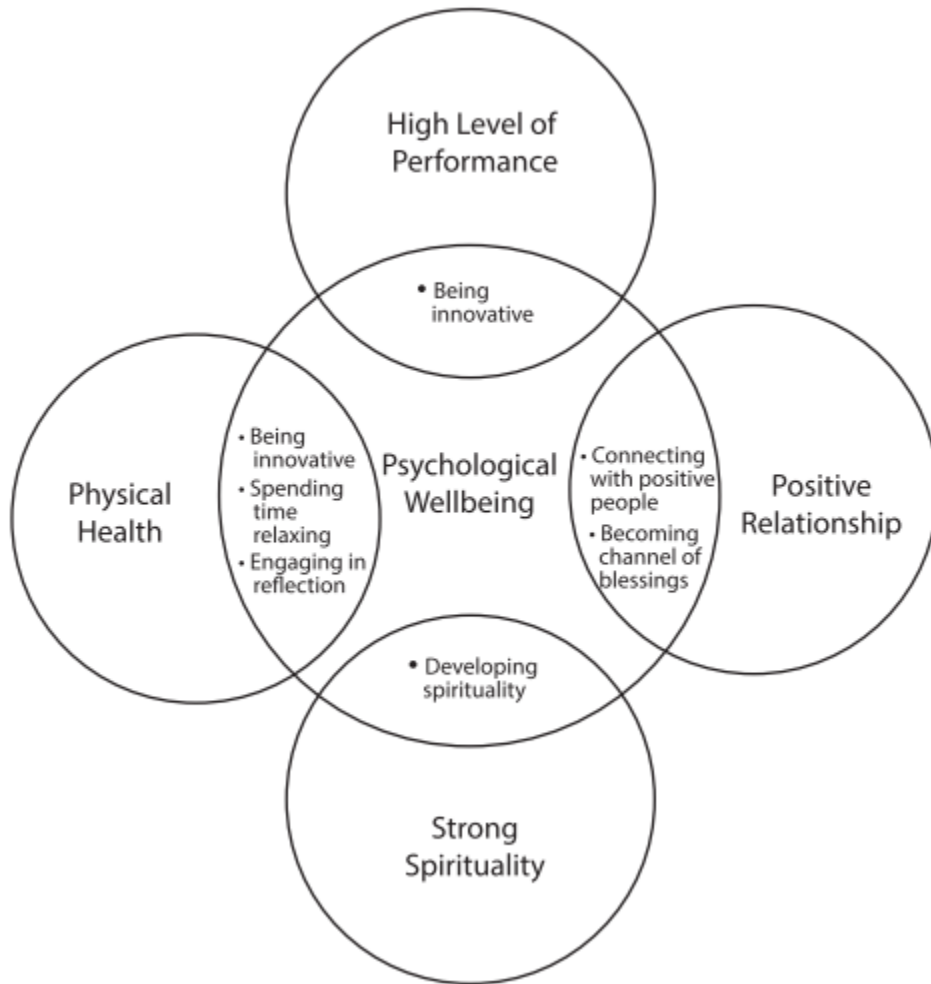 High Level of
Performance
• Being
innovative
Physical
Health
• Being
innovative
• Spending
time
relaxing
• Engaging in
reflection
Psychological
Wellbeing
• Connecting
with positive
people
• Becoming
channel of
blessings
Positive
Relationship
• Developing
spirituality
Strong
Spirituality